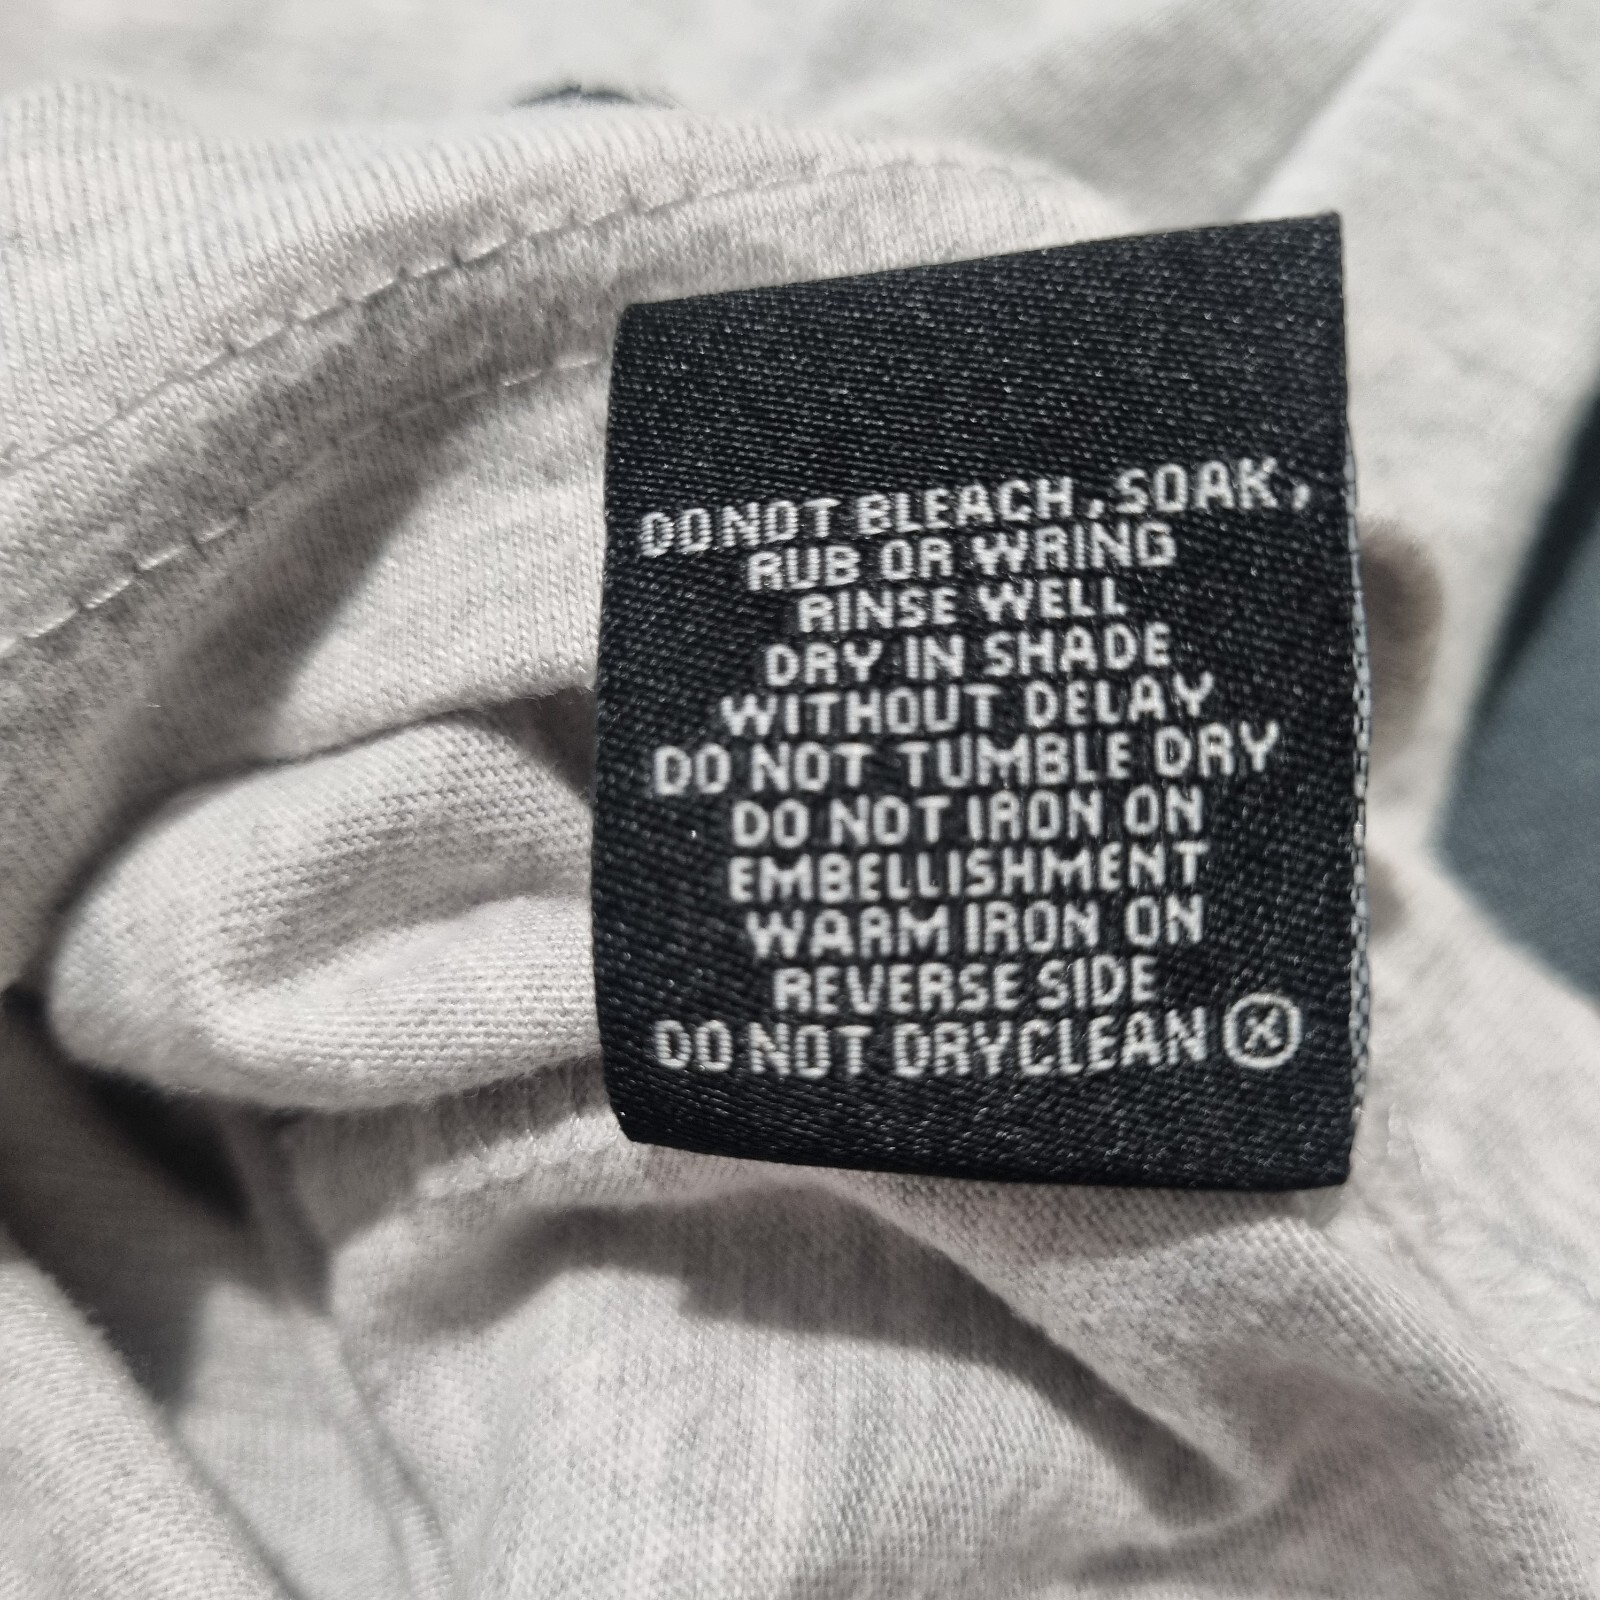 DO NOT BLEACH, SOAK,
RUB OR WRING
RINSE WELL
DRY IN SHADE
WITHOUT DELAY
DO NOT TUMBLE DRY
DO NOT IRON ON
EMBELLISHMENT
WARM IRON ON
REVERSE SIDE
DO NOT DRYCLEAN